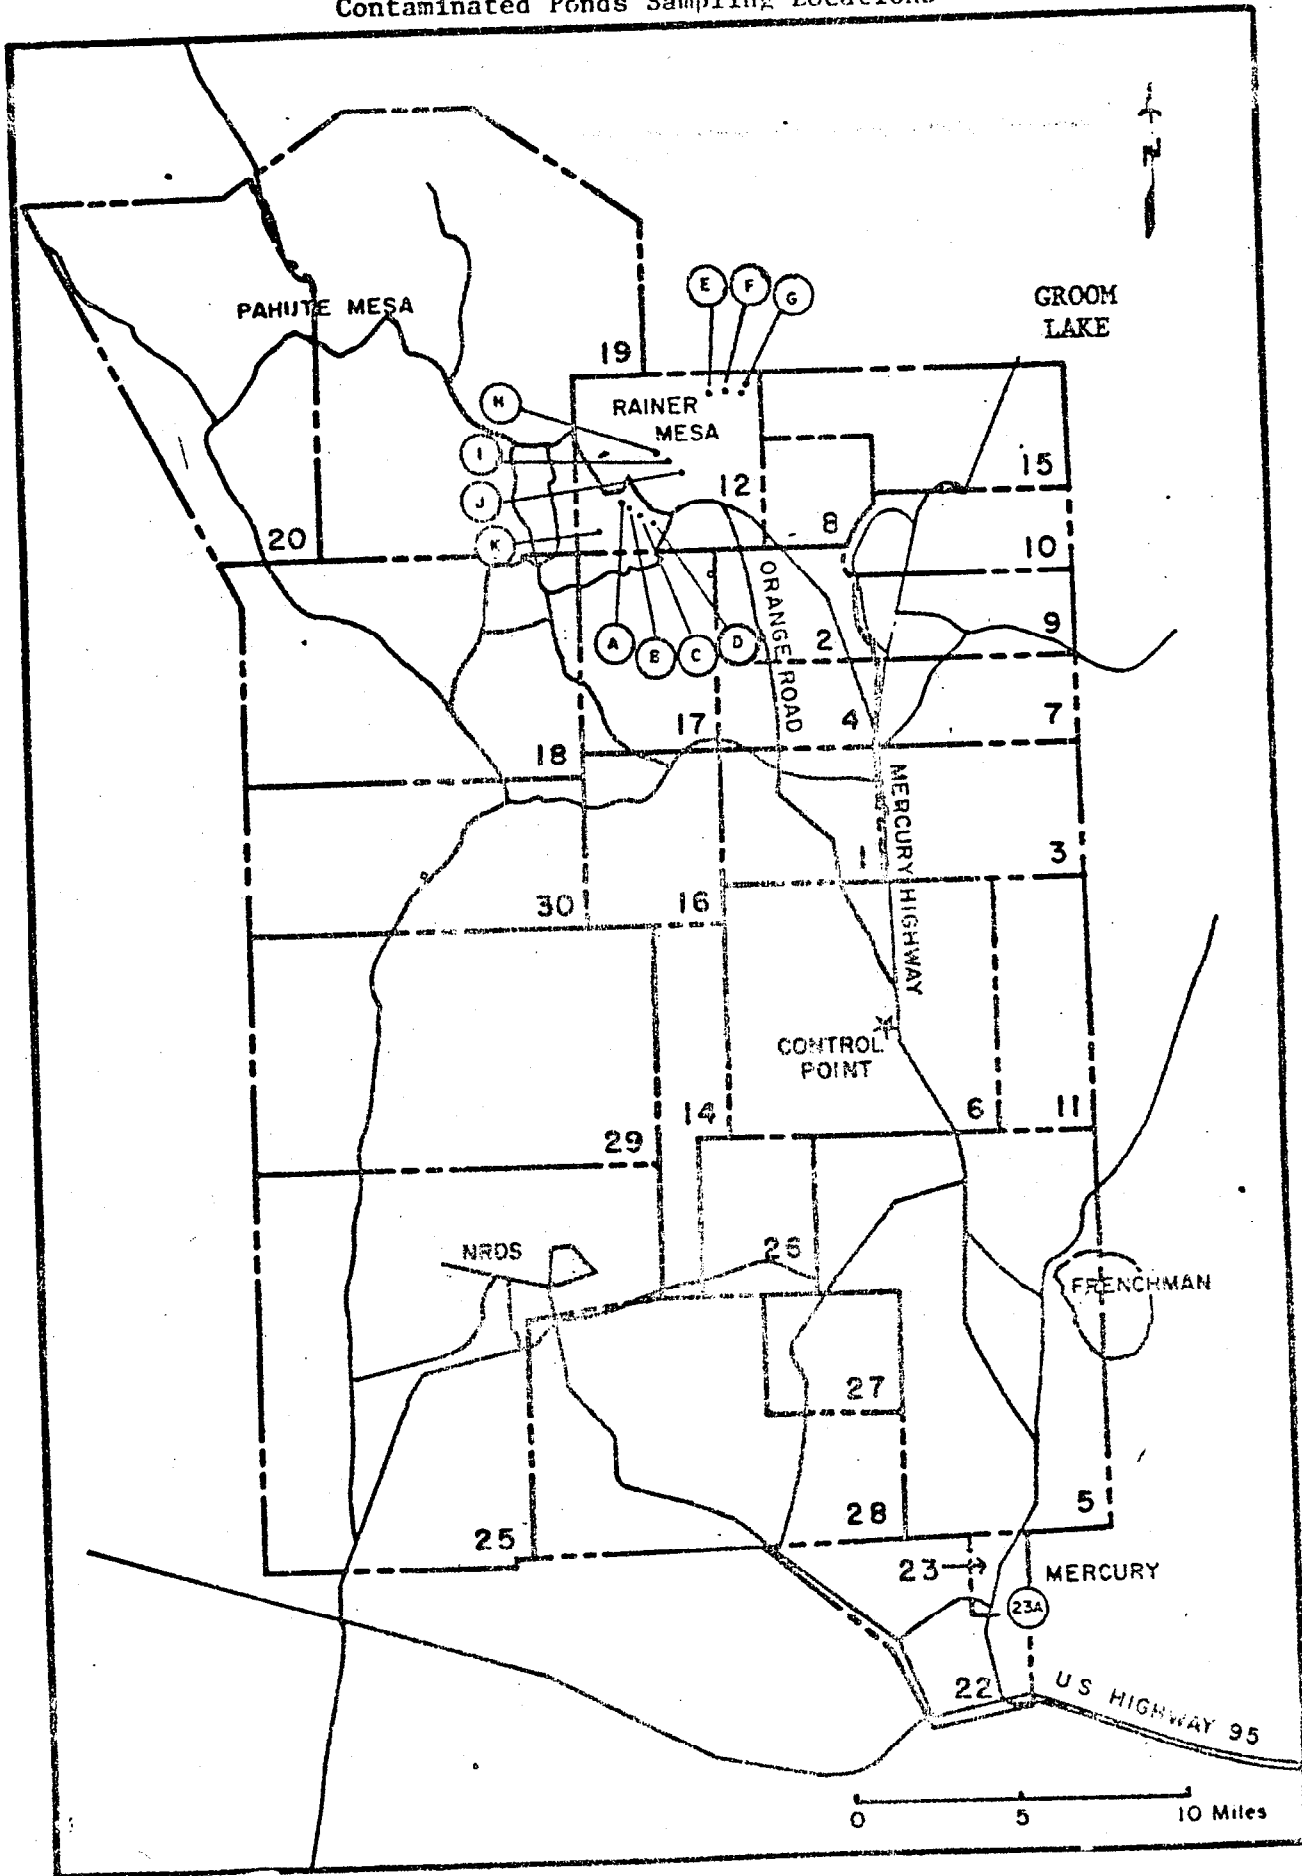 Contaminated Ponds Sampling Locations
N
E F G
GROOM
LAKE
PAHUTE MESA
19
RAINER
MESA
H
I
J
K
12
15
20
8
10
ORANGE ROAD
A B C D
2
9
17
4
7
18
MERCURY HIGHWAY
1
3
30
16
CONTROL
POINT
14
6
11
29
NRDS
26
FRENCHMAN
27
28
5
25
23
MERCURY
23A
22
US HIGHWAY 95
0 5 10 Miles